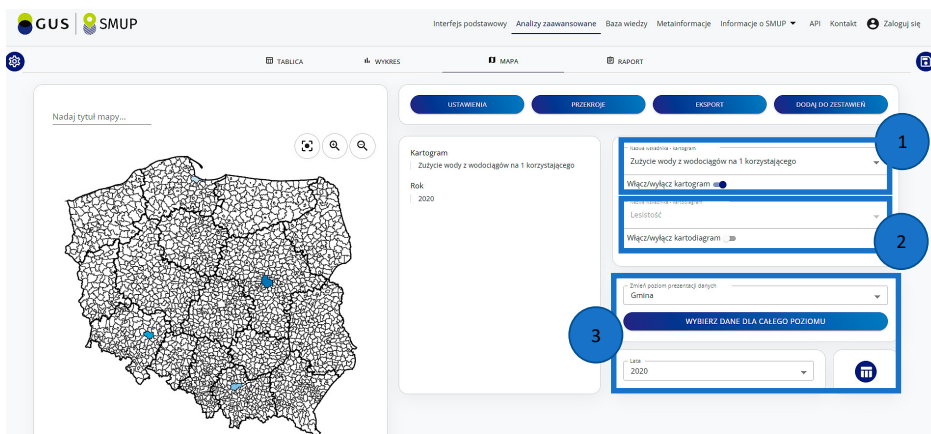 GUS SMUP
Interfejs podstawowy Analizy zaawansowane Baza wiedzy Metainformacje Informacje o SMUP API Kontakt Zaloguj się
TABLICA WYKRES MAPA RAPORT
Nadaj tytuł mapy...
USTAWIENIA PRZEKROJE EKSPORT DODAJ DO ZESTAWIEŃ
Kartogram
Zużycie wody z wodociągów na 1 korzystającego
Rok
2020
1
Nazwa wskaźnika - kartogram
Zużycie wody z wodociągów na 1 korzystającego
Włącz/wyłącz kartogram
2
Nazwa wskaźnika - kartodiagram
Lesistość
Włącz/wyłącz kartodiagram
3
Zmień poziom prezentacji danych
Gmina
WYBIERZ DANE DLA CAŁEGO POZIOMU
Lata
2020